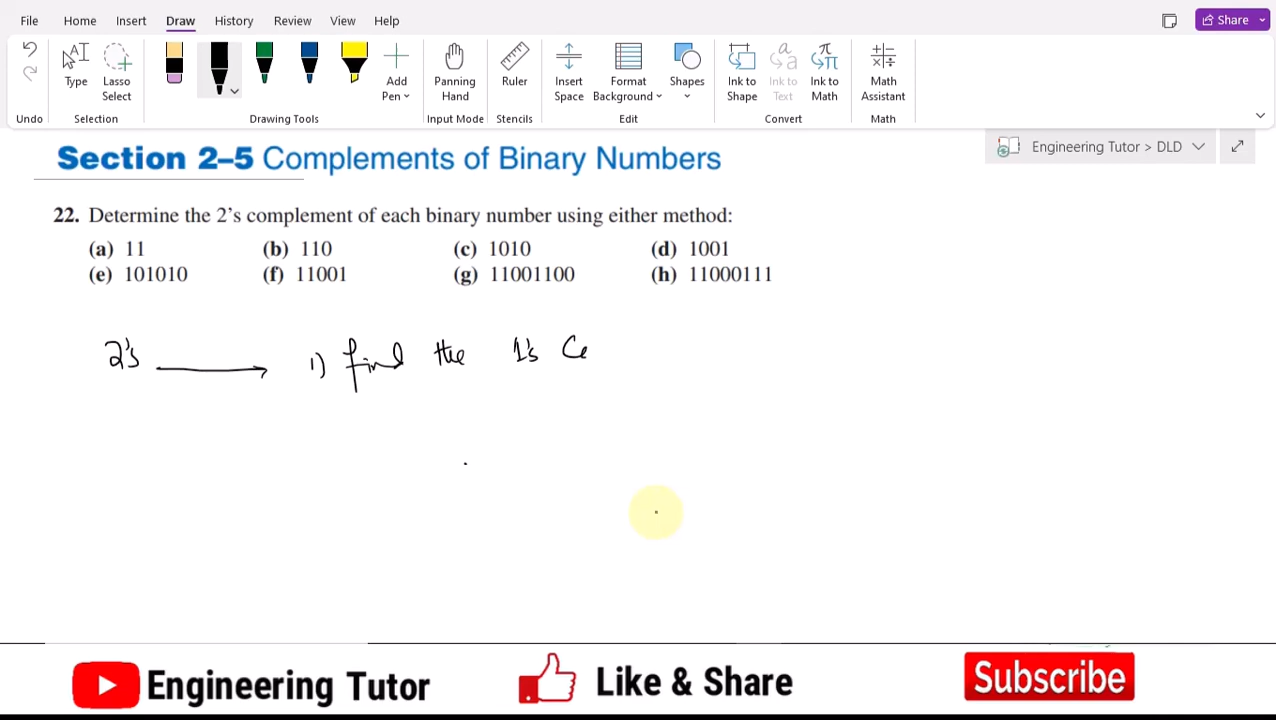 File Home Insert Draw History Review View Help Share
Type Lasso Select Add Pen Panning Hand Ruler Insert Space Format Background Shapes Ink to Shape Ink to Text Ink to Math Math Assistant
Undo Selection Drawing Tools Input Mode Stencils Edit Convert Math
Section 2–5 Complements of Binary Numbers
Engineering Tutor > DLD
22. Determine the 2's complement of each binary number using either method:
(a) 11 (b) 110 (c) 1010 (d) 1001
(e) 101010 (f) 11001 (g) 11001100 (h) 11000111
2's 1) find the 1's Co
Engineering Tutor Like & Share Subscribe